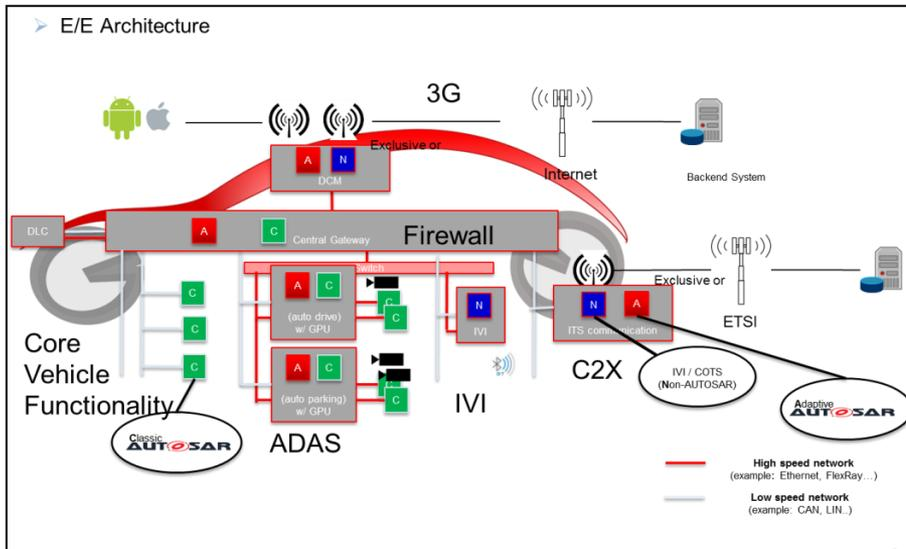 E/E Architecture
3G
Exclusive or
Internet
Backend System
A
N
DCM
DLC
A
C
Central Gateway
Firewall
switch
C
C
C
A
C
(auto drive)
w/ GPU
C
C
A
C
(auto parking)
w/ GPU
C
C
N
IVI
Exclusive or
ETSI
N
A
ITS communication
Core
Vehicle
Functionality
ADAS
IVI
C2X
IVI / COTS
(Non-AUTOSAR)
Classic
AUTOSAR
Adaptive
AUTOSAR
High speed network
(example: Ethernet, FlexRay…)
Low speed network
(example: CAN, LIN..)